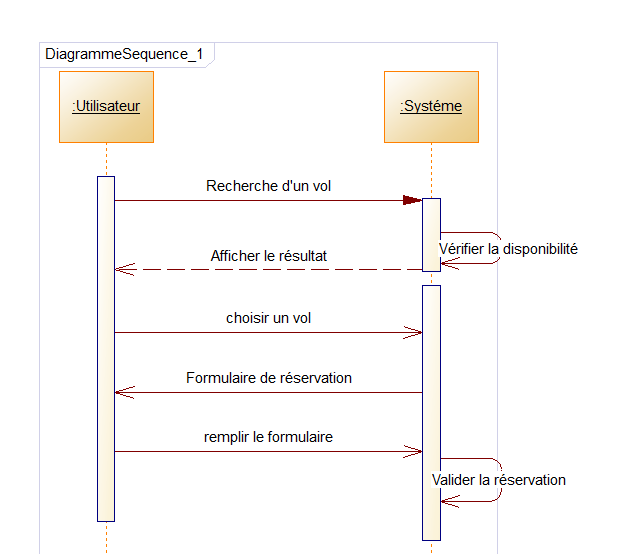 DiagrammeSequence_1
:Utilisateur
:Systéme
Recherche d'un vol
Vérifier la disponibilité
Afficher le résultat
choisir un vol
Formulaire de réservation
remplir le formulaire
Valider la réservation